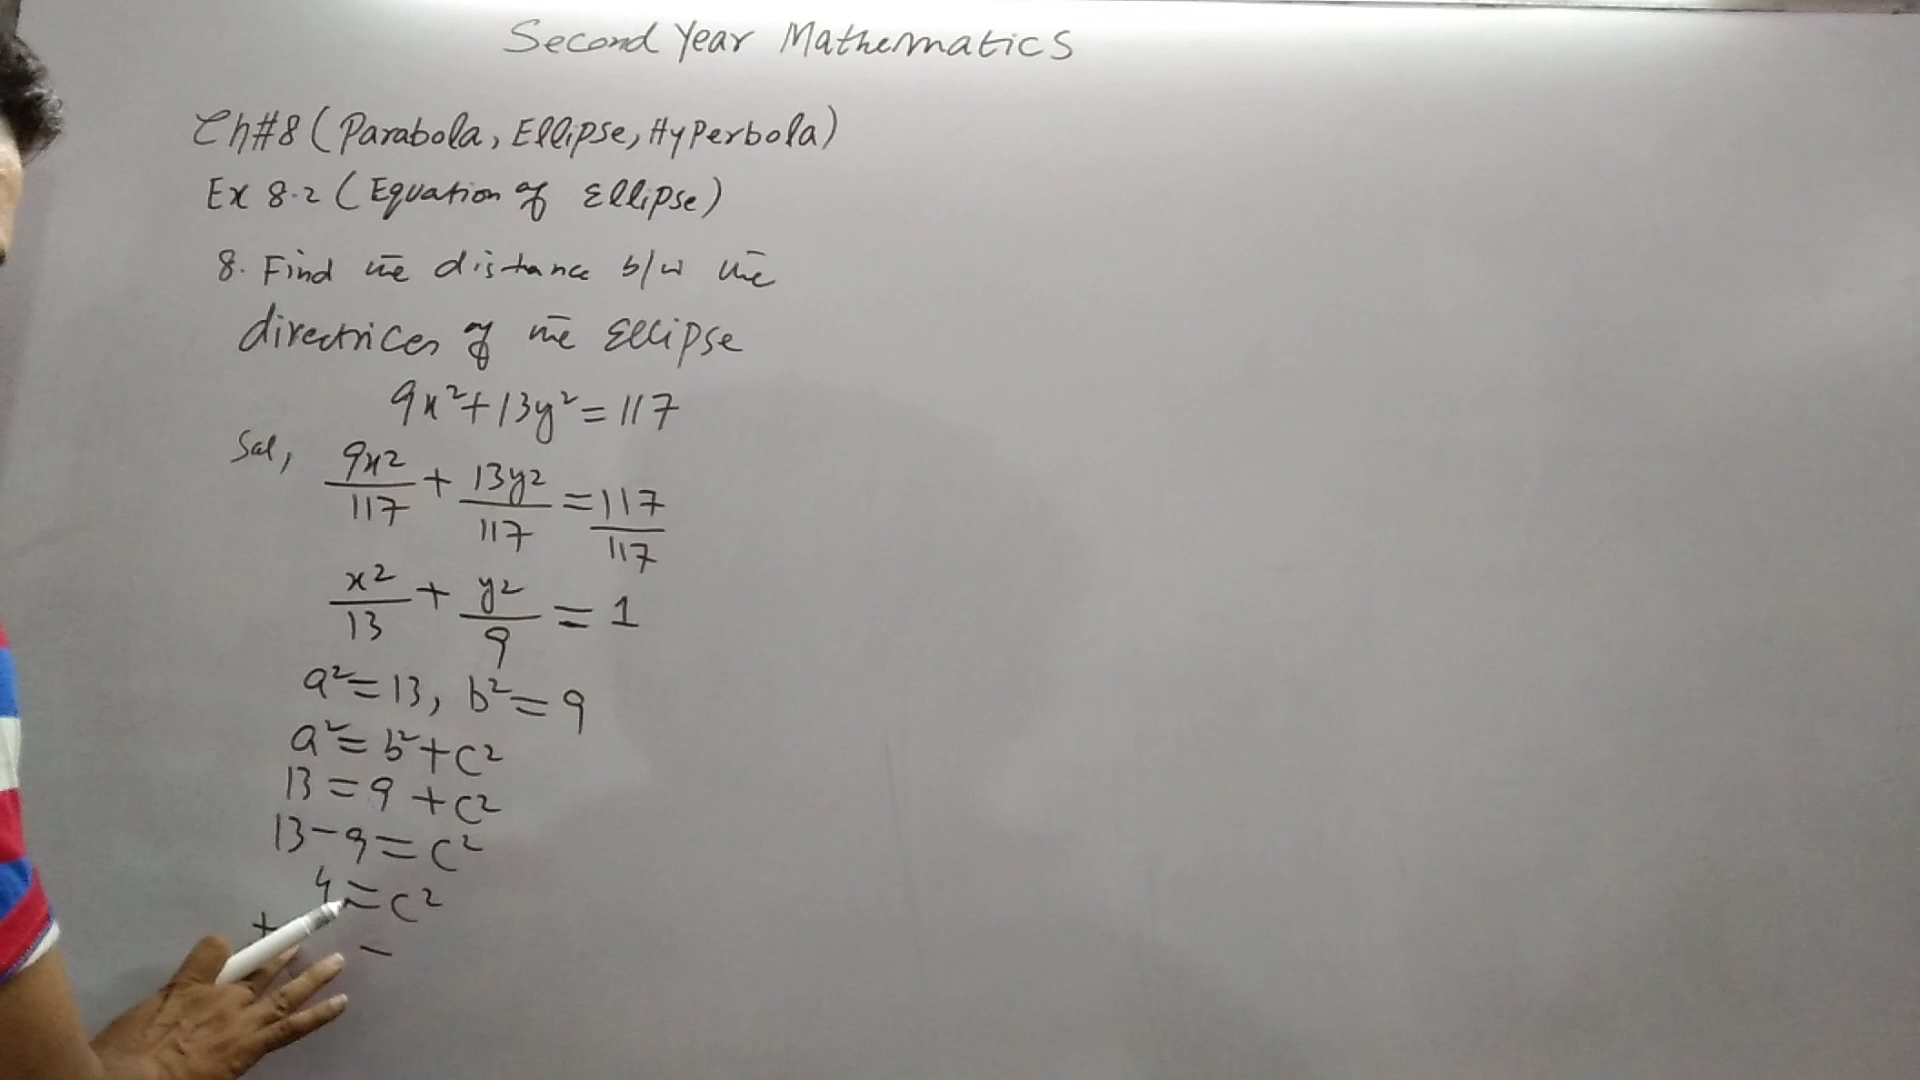 Second Year Mathematics
Ch#8 (Parabola, Ellipse, Hyperbola)
Ex 8.2 (Equation of Ellipse)
8. Find the distance b/w the
directrices of the Ellipse
9x²+13y²=117
Sol, 9x²/117 + 13y²/117 = 117/117
x²/13 + y²/9 = 1
a²=13, b²=9
a²=b²+c²
13=9+c²
13-9=c²
4=c²
+ -